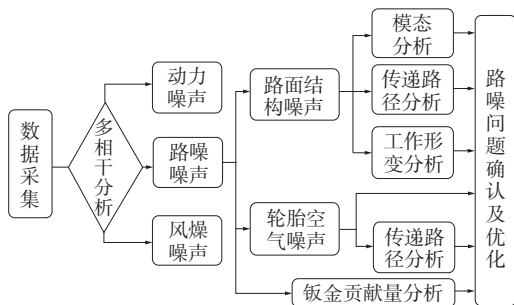 数据采集
多相干分析
动力
噪声
路噪
噪声
风燥
噪声
路面结
构噪声
轮胎空
气噪声
模态
分析
传递路
径分析
工作形
变分析
传递路
径分析
钣金贡献量分析
路噪问题确认及优化